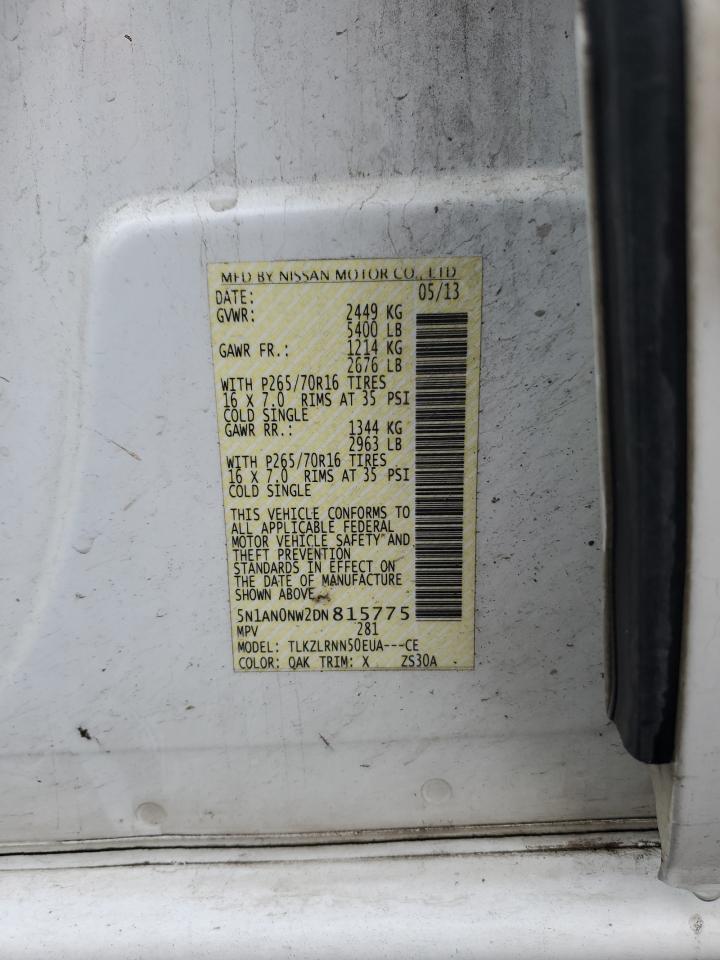 MFD BY NISSAN MOTOR CO., LTD
DATE: 05/13
GVWR: 2449 KG
5400 LB
GAWR FR.: 1214 KG
2676 LB
WITH P265/70R16 TIRES
16 X 7.0 RIMS AT 35 PSI
COLD SINGLE
GAWR RR.: 1344 KG
2963 LB
WITH P265/70R16 TIRES
16 X 7.0 RIMS AT 35 PSI
COLD SINGLE
THIS VEHICLE CONFORMS TO
ALL APPLICABLE FEDERAL
MOTOR VEHICLE SAFETY AND
THEFT PREVENTION
STANDARDS IN EFFECT ON
THE DATE OF MANUFACTURE
SHOWN ABOVE.
5N1AN0NW2DN815775
MPV 281
MODEL: TLKZLRNN50EUA---CE
COLOR: QAK TRIM: X ZS30A